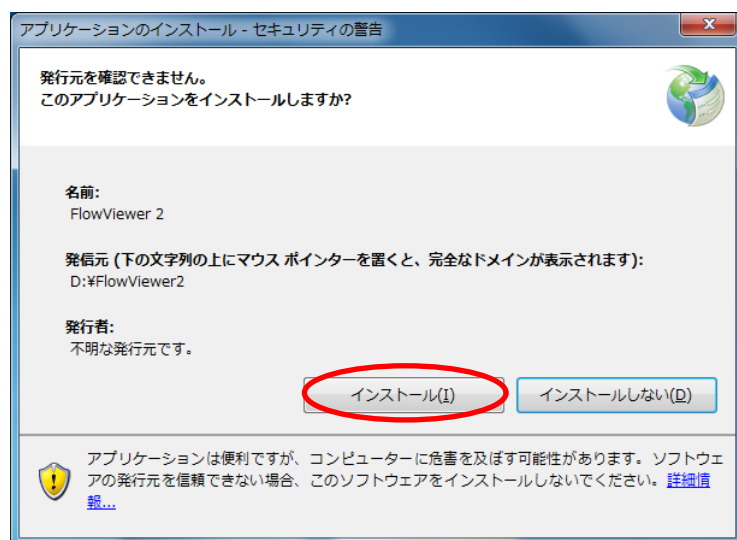 アプリケーションのインストール - セキュリティの警告
発行元を確認できません。
このアプリケーションをインストールしますか?
名前:
FlowViewer 2
発信元 (下の文字列の上にマウス ポインターを置くと、完全なドメインが表示されます):
D:¥FlowViewer2
発行者:
不明な発行元です。
インストール(I)
インストールしない(D)
アプリケーションは便利ですが、コンピューターに危害を及ぼす可能性があります。ソフトウェ
アの発行元を信頼できない場合、このソフトウェアをインストールしないでください。詳細情
報...